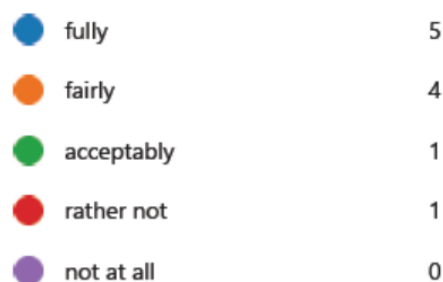 fully 5
fairly 4
acceptably 1
rather not 1
not at all 0